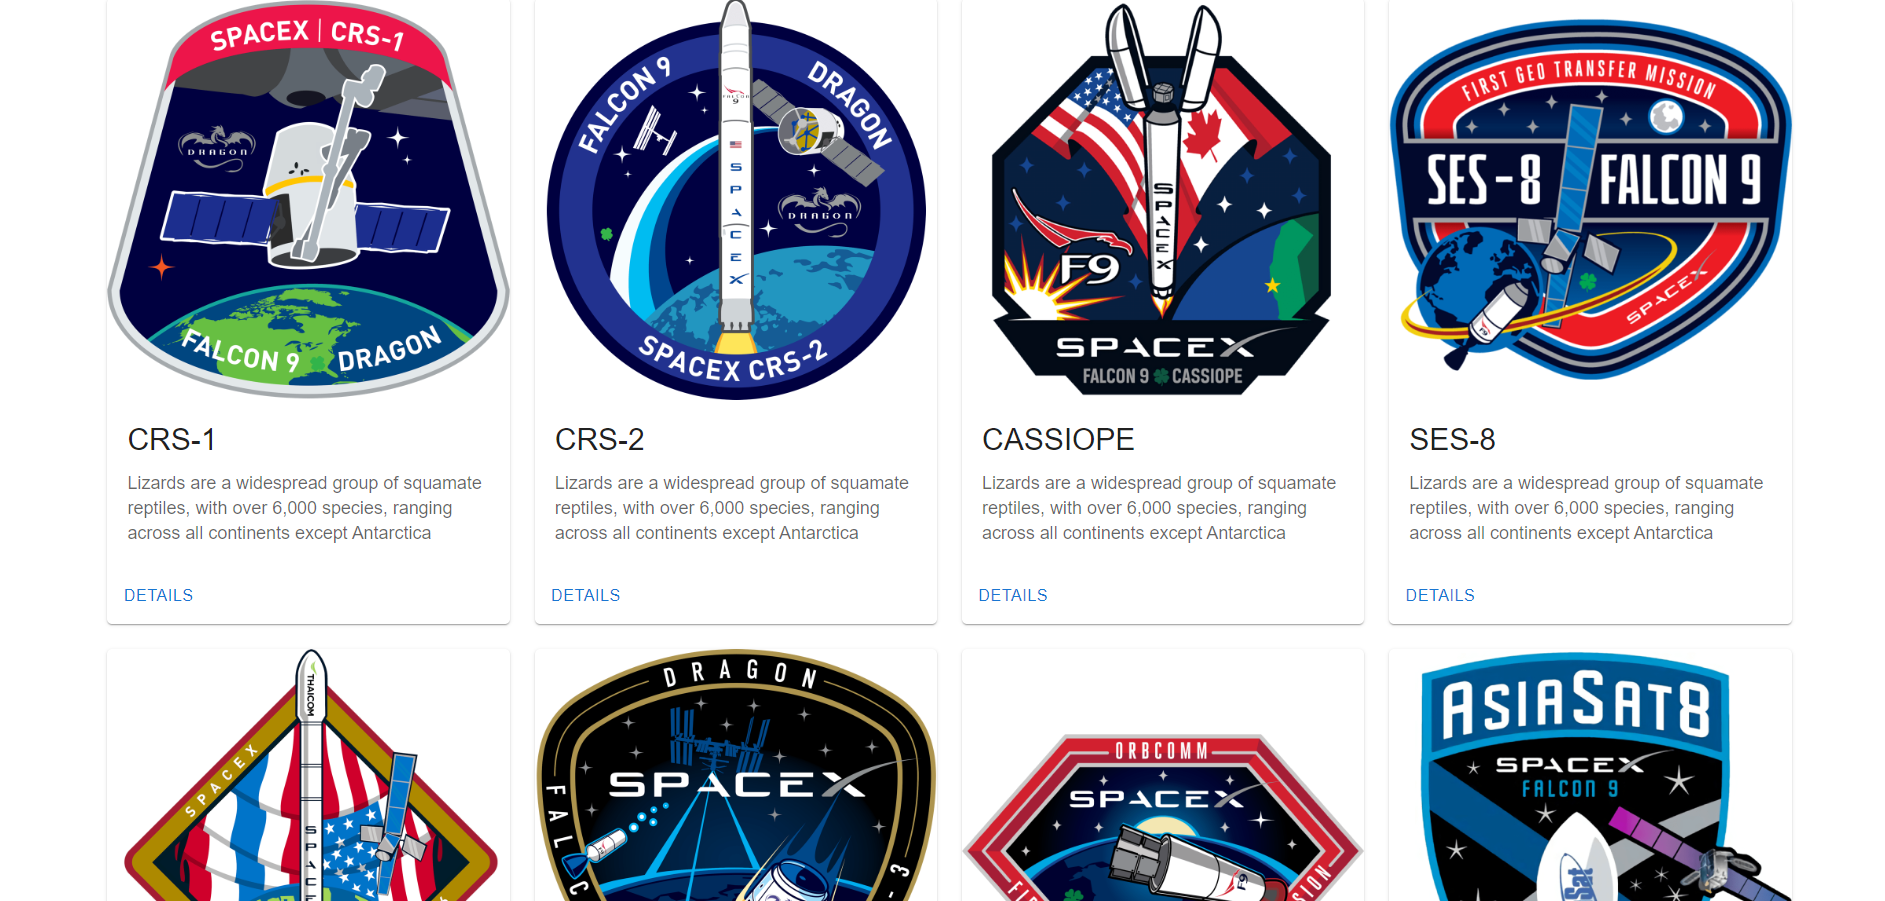 SPACEX | CRS-1
DRAGON
FALCON 9 DRAGON
FALCON 9
DRAGON
FALCON 9
SPACEX
DRAGON
SPACEX CRS-2
SPACEX
F9
SPACEX
FALCON 9 CASSIOPE
FIRST GEO TRANSFER MISSION
SES-8 FALCON 9
SPACEX
F9
CRS-1
Lizards are a widespread group of squamate
reptiles, with over 6,000 species, ranging
across all continents except Antarctica
DETAILS
CRS-2
Lizards are a widespread group of squamate
reptiles, with over 6,000 species, ranging
across all continents except Antarctica
DETAILS
CASSIOPE
Lizards are a widespread group of squamate
reptiles, with over 6,000 species, ranging
across all continents except Antarctica
DETAILS
SES-8
Lizards are a widespread group of squamate
reptiles, with over 6,000 species, ranging
across all continents except Antarctica
DETAILS
THAICOM
SPACEX
SPACE
DRAGON
SPACEX
FALC
-3
ORBCOMM
SPACEX
F9
FI
SION
ASIASAT8
SPACEX
FALCON 9